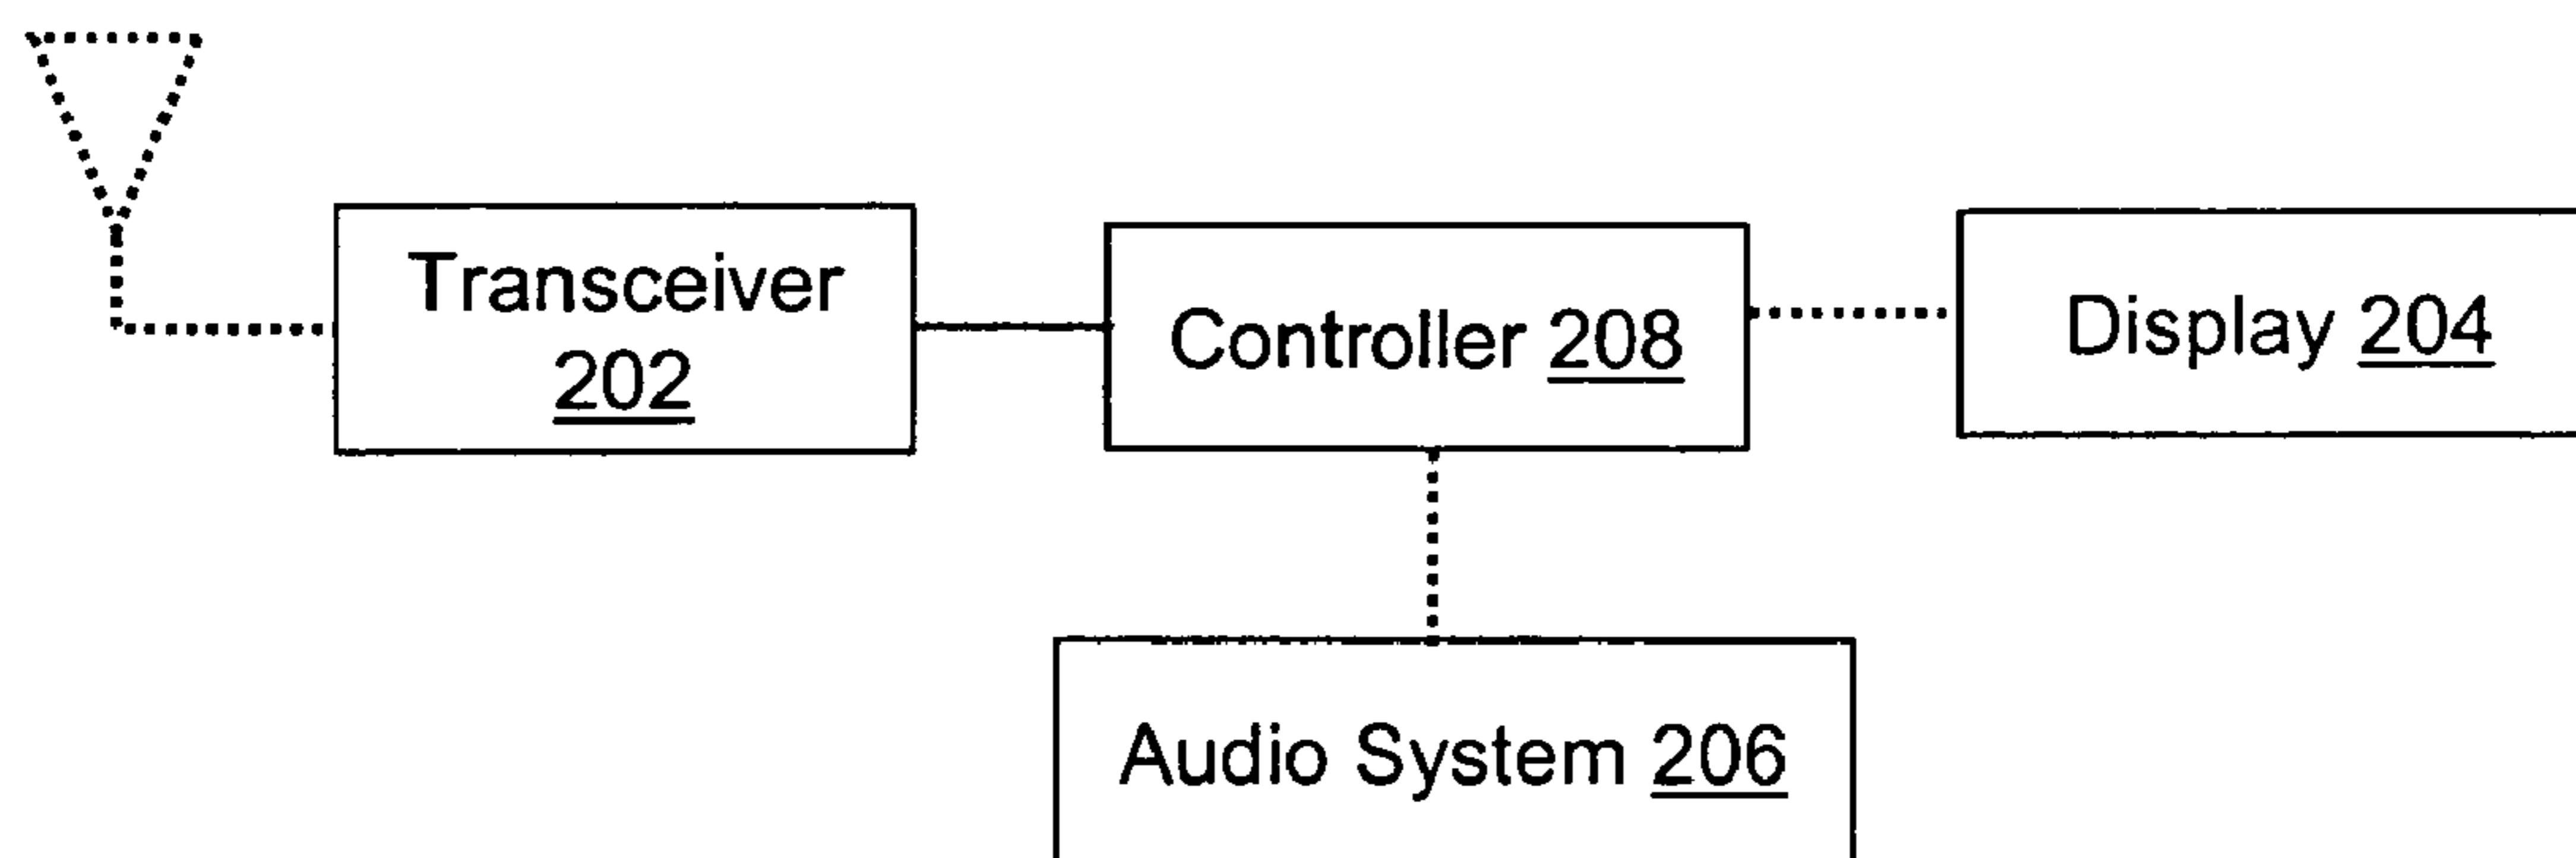 Transceiver
202
Controller 208
Display 204
Audio System 206